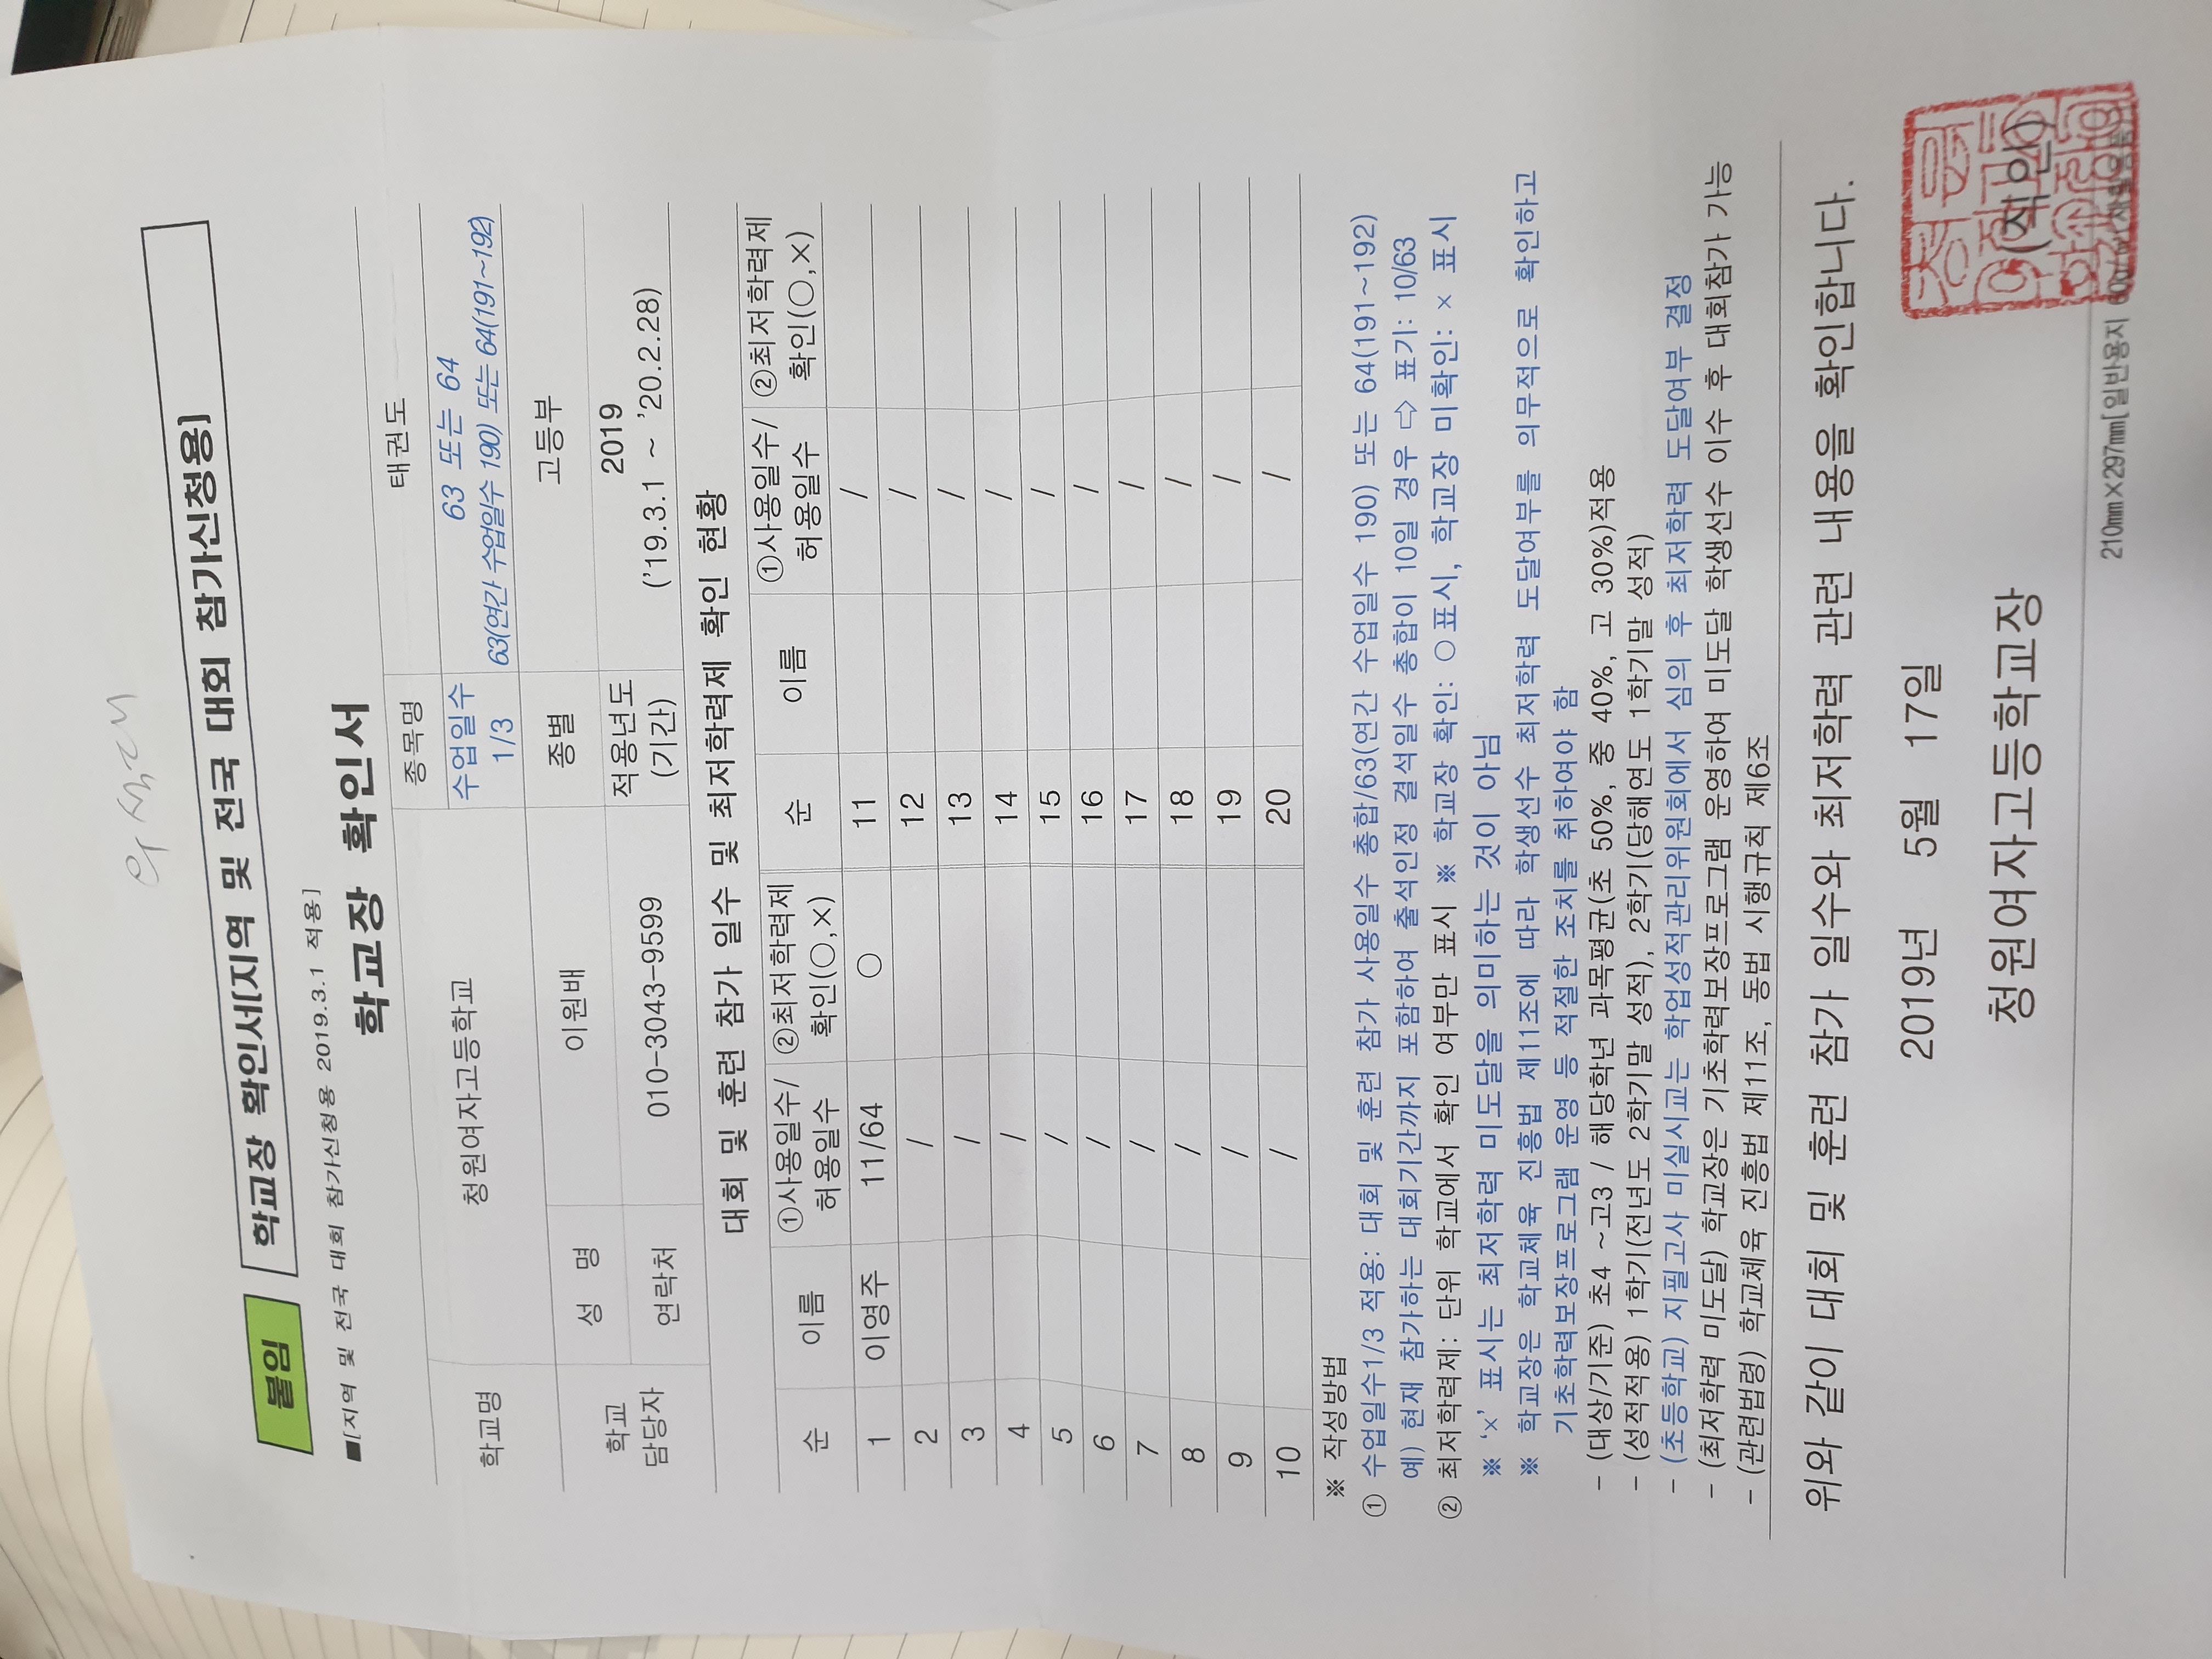 붙임 학교장 확인서[지역 및 전국 대회 참가신청용]
■[지역 및 전국 대회 참가신청용 2019.3.1 적용]
학교장 확인서
학교명 청원여자고등학교 종목명 태권도
수업일수 1/3 63 또는 64
63(연간 수업일수 190) 또는 64(191~192)
학교 담당자 성 명 이원배 종별 고등부
연락처 010-3043-9599 적용년도 (기간) 2019
('19.3.1 ~ '20.2.28)
대회 및 훈련 참가 일수 및 최저학력제 확인 현황
순 이름 ①사용일수/허용일수 ②최저학력제 확인(○,×) 순 이름 ①사용일수/허용일수 ②최저학력제 확인(○,×)
1 이영주 11/64 ○ 11 /
2 / 12 /
3 / 13 /
4 / 14 /
5 / 15 /
6 / 16 /
7 / 17 /
8 / 18 /
9 / 19 /
10 / 20 /
※ 작성방법
① 수업일수1/3 적용: 대회 및 훈련 참가 사용일수 총합/63(연간 수업일수 190) 또는 64(191~192)
예) 현재 참가하는 대회기간까지 포함하여 출석인정 결석일수 총합이 10일 경우 ⇨ 표기: 10/63
② 최저학력제: 단위 학교에서 확인 여부만 표시 ※ 학교장 확인: ○표시, 학교장 미확인: × 표시
※ '×' 표시는 최저학력 미도달을 의미하는 것이 아님
※ 학교장은 학교체육 진흥법 제11조에 따라 학생선수 최저학력 도달여부를 의무적으로 확인하고
기초학력보장프로그램 운영 등 적절한 조치를 취하여야 함
- (대상/기준) 초4 ~고3 / 해당학년 과목평균(초 50%, 중 40%, 고 30%)적용
- (성적적용) 1학기(전년도 2학기말 성적), 2학기(당해연도 1학기말 성적)
- (초등학교) 지필고사 미실시교는 학업성적관리위원회에서 심의 후 최저학력 도달여부 결정
- (최저학력 미도달) 학교장은 기초학력보장프로그램 운영하여 미도달 학생선수 이수 후 대회참가 가능
- (관련법령) 학교체육 진흥법 제11조, 동법 시행규칙 제6조
위와 같이 대회 및 훈련 참가 일수와 최저학력 관련 내용을 확인합니다.
2019년 5월 17일
청원여자고등학교장 (직인)
210㎜×297㎜[일반용지